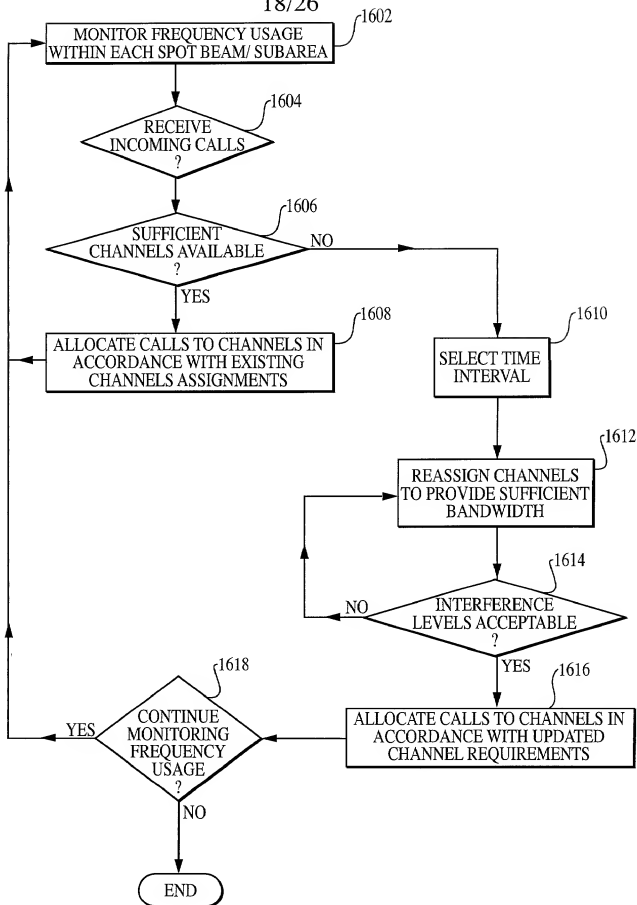 18/26
1602
MONITOR FREQUENCY USAGE
WITHIN EACH SPOT BEAM/ SUBAREA
1604
RECEIVE
INCOMING CALLS
?
1606
SUFFICIENT
CHANNELS AVAILABLE
?
NO
YES
1608
ALLOCATE CALLS TO CHANNELS IN
ACCORDANCE WITH EXISTING
CHANNELS ASSIGNMENTS
1610
SELECT TIME
INTERVAL
1612
REASSIGN CHANNELS
TO PROVIDE SUFFICIENT
BANDWIDTH
1614
INTERFERENCE
LEVELS ACCEPTABLE
?
NO
YES
1616
ALLOCATE CALLS TO CHANNELS IN
ACCORDANCE WITH UPDATED
CHANNEL REQUIREMENTS
1618
CONTINUE
MONITORING
FREQUENCY
USAGE
?
YES
NO
END